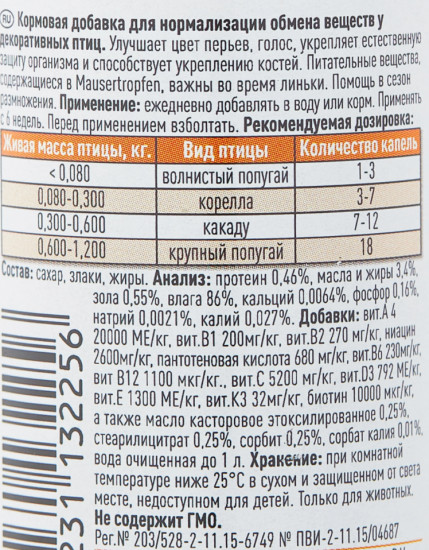 RU Кормовая добавка для нормализации обмена веществ у
декоративных птиц. Улучшает цвет перьев, голос, укрепляет естественную
защиту организма и способствует укреплению костей. Питательные вещества,
содержащиеся в Mausertropfen, важны во время линьки. Помощь в сезон
размножения. Применение: ежедневно добавлять в воду или корм. Применять
с 6 недель. Перед применением взболтать. Рекомендуемая дозировка:
Живая масса птицы, кг. Вид птицы Количество капель
< 0,080 волнистый попугай 1-3
0,080-0,300 корелла 3-7
0,300-0,600 какаду 7-12
0,600-1,200 крупный попугай 18
Состав: сахар, злаки, жиры. Анализ: протеин 0,46%, масла и жиры 3,4%,
зола 0,55%, влага 86%, кальций 0,0064%, фосфор 0,16%,
натрий 0,0021%, калий 0,027%. Добавки: вит.А 4
20000 МЕ/кг, вит.В1 200мг/кг, вит.В2 270 мг/кг, ниацин
2600мг/кг, пантотеновая кислота 680 мг/кг, вит.В6 230мг/кг,
вит В12 1100 мкг/кг., вит.С 5200 мг/кг, вит.D3 792 МЕ/
вит.Е 1300 МЕ/кг, вит.К3 32мг/кг, биотин 10000 мкг/кг,
а также масло касторовое этоксилированное 0,25%,
стеарилцитрат 0,25%, сорбит 0,25%, сорбат калия 0,01%,
вода очищенная до 1 л. Хранение: при комнатной
температуре ниже 25°С в сухом и защищенном от света
месте, недоступном для детей. Только для животных.
Не содержит ГМО.
Рег.№ 203/528-2-11.15-6749 № ПВИ-2-11.15/04687
23113 2256